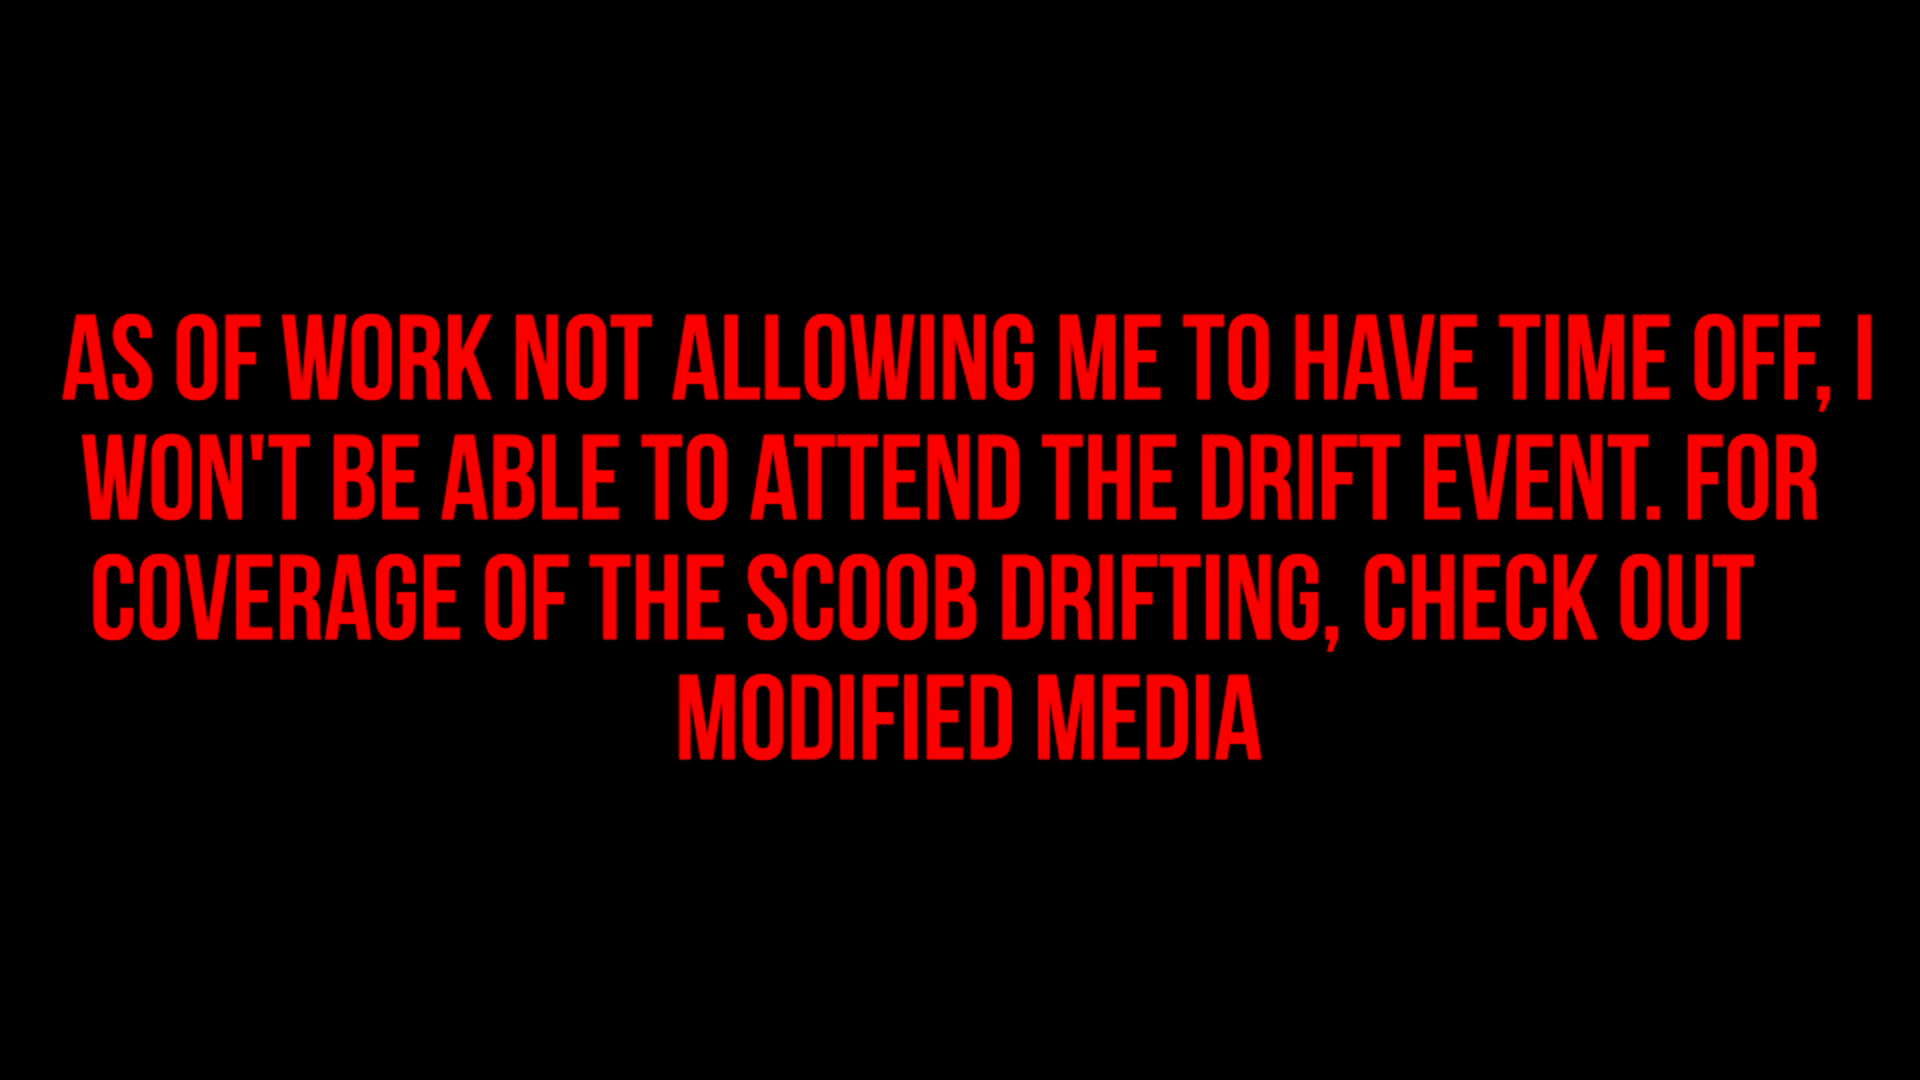 AS OF WORK NOT ALLOWING ME TO HAVE TIME OFF, I
WON'T BE ABLE TO ATTEND THE DRIFT EVENT. FOR
COVERAGE OF THE SCOOB DRIFTING, CHECK OUT
MODIFIED MEDIA